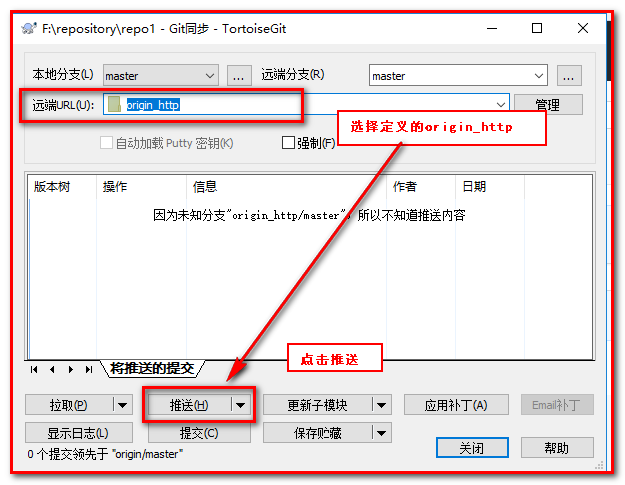 F:\repository\repo1 - Git同步 - TortoiseGit
本地分支(L) master ... 远端分支(R) master ...
远端URL(U): origin_http 管理
选择定义的origin_http
自动加载 Putty 密钥(K) 强制(F)
版本树 操作 信息 作者 日期
因为未知分支"origin_http/master", 所以不知道推送内容
点击推送
将推送的提交
拉取(P) 推送(H) 更新子模块 应用补丁(A) Email补丁
显示日志(L) 提交(C) 保存贮藏 关闭 帮助
0 个提交领先于 "origin/master"